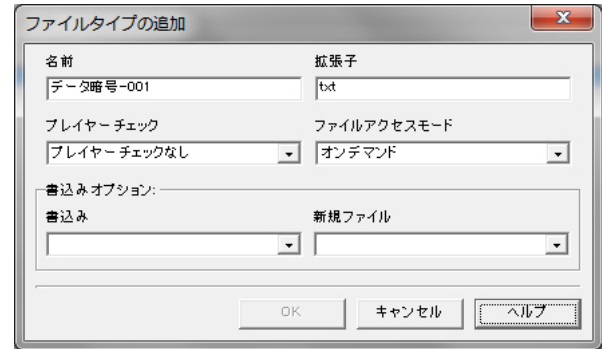 ファイルタイプの追加
名前 拡張子
データ暗号-001 txt
プレイヤーチェック ファイルアクセスモード
プレイヤーチェックなし オンデマンド
書込みオプション:
書込み 新規ファイル
OK キャンセル ヘルプ